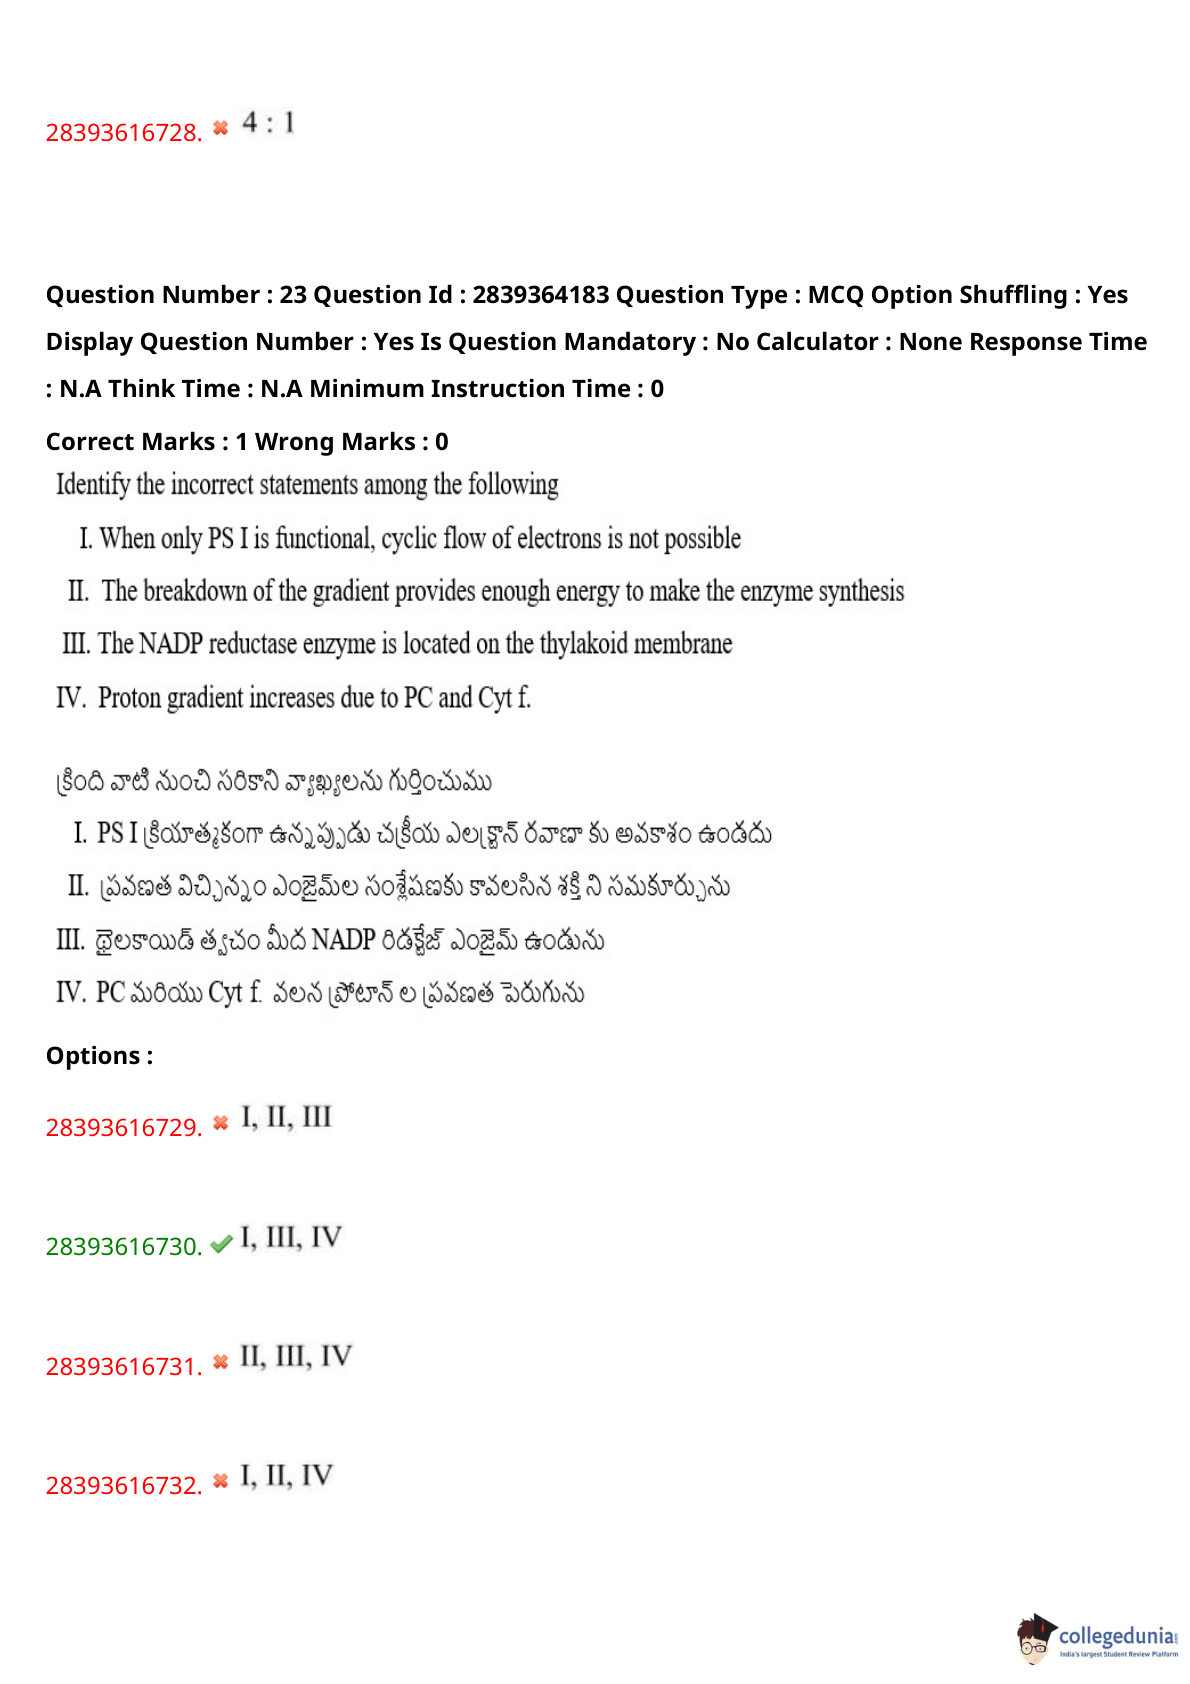 28393616728. 4 : 1
Question Number : 23 Question Id : 2839364183 Question Type : MCQ Option Shuffling : Yes
Display Question Number : Yes Is Question Mandatory : No Calculator : None Response Time
: N.A Think Time : N.A Minimum Instruction Time : 0
Correct Marks : 1 Wrong Marks : 0
Identify the incorrect statements among the following
I. When only PS I is functional, cyclic flow of electrons is not possible
II. The breakdown of the gradient provides enough energy to make the enzyme synthesis
III. The NADP reductase enzyme is located on the thylakoid membrane
IV. Proton gradient increases due to PC and Cyt f.
క్రింది వాటి నుంచి సరికాని వ్యాఖ్యలను గుర్తించుము
I. PS I క్రియాత్మకంగా ఉన్నప్పుడు చక్రీయ ఎలక్ట్రాన్ రవాణా కు అవకాశం ఉండదు
II. ప్రవణత విచ్ఛిన్నం ఎంజైమ్‌ల సంశ్లేషణకు కావలసిన శక్తి ని సమకూర్చును
III. థైలకాయిడ్ త్వచం మీద NADP రిడక్టేజ్ ఎంజైమ్ ఉండును
IV. PC మరియు Cyt f. వలన ప్రోటాన్ ల ప్రవణత పెరుగును
Options :
28393616729. I, II, III
28393616730. I, III, IV
28393616731. II, III, IV
28393616732. I, II, IV
collegedunia.com
India's largest Student Review Platform